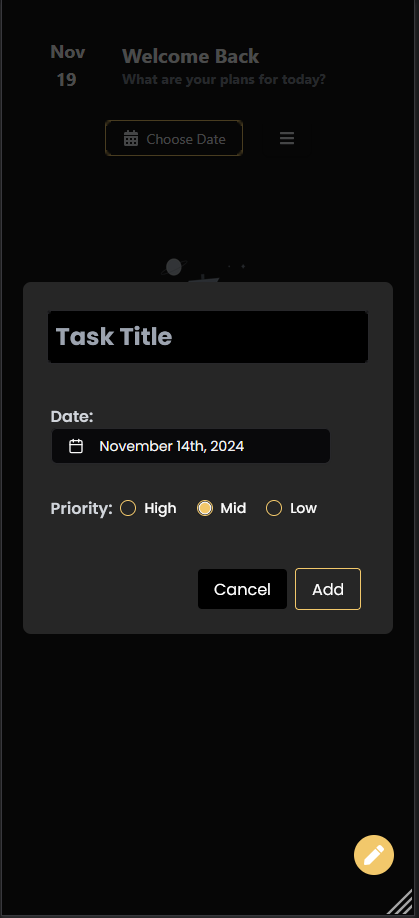 Nov
19
Welcome Back
What are your plans for today?
Choose Date
Task Title
Date:
November 14th, 2024
Priority: High Mid Low
Cancel Add